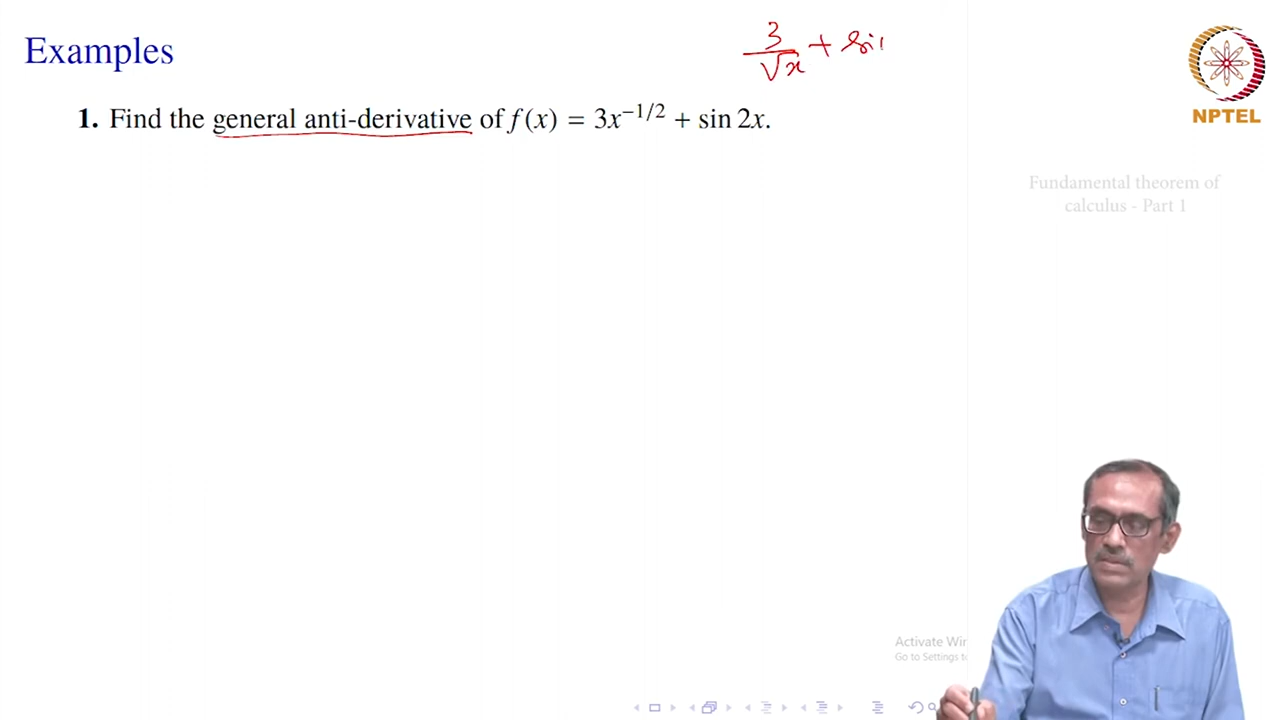 Examples
3/√x + sin
NPTEL
1. Find the general anti-derivative of f(x) = 3x^{-1/2} + sin 2x.
Fundamental theorem of
calculus - Part 1
Activate Wir
Go to Settings to